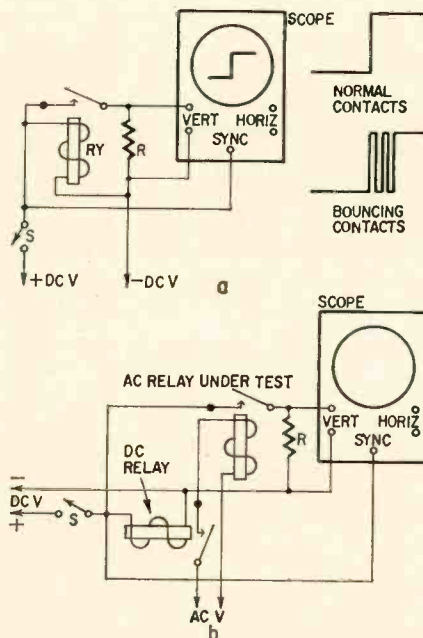 SCOPE
NORMAL
CONTACTS
VERT HORIZ
SYNC
RY
R
BOUNCING
CONTACTS
S
+DC V
−DC V
a
SCOPE
AC RELAY UNDER TEST
VERT HORIZ
SYNC
R
DC
RELAY
−
DC V
+
S
AC V
b